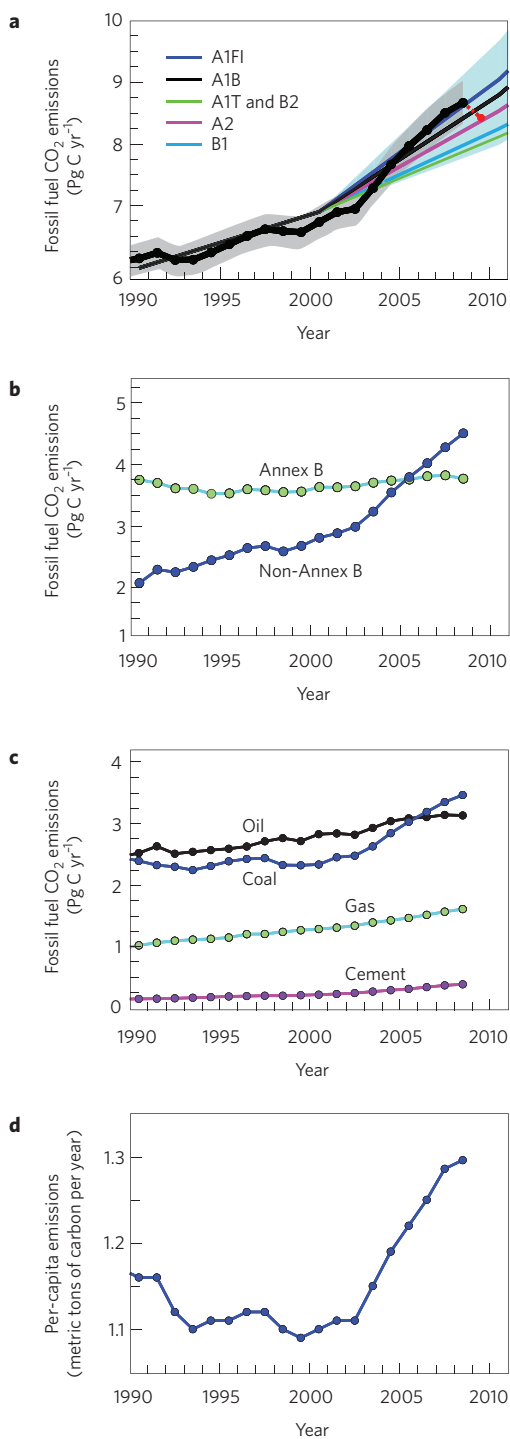 a
Fossil fuel CO₂ emissions
(Pg C yr⁻¹)
10
9
8
7
6
A1FI
A1B
A1T and B2
A2
B1
1990 1995 2000 2005 2010
Year
b
Fossil fuel CO₂ emissions
(Pg C yr⁻¹)
5
4
3
2
1
Annex B
Non-Annex B
1990 1995 2000 2005 2010
Year
c
Fossil fuel CO₂ emissions
(Pg C yr⁻¹)
4
3
2
1
0
Oil
Coal
Gas
Cement
1990 1995 2000 2005 2010
Year
d
Per-capita emissions
(metric tons of carbon per year)
1.3
1.2
1.1
1990 1995 2000 2005 2010
Year